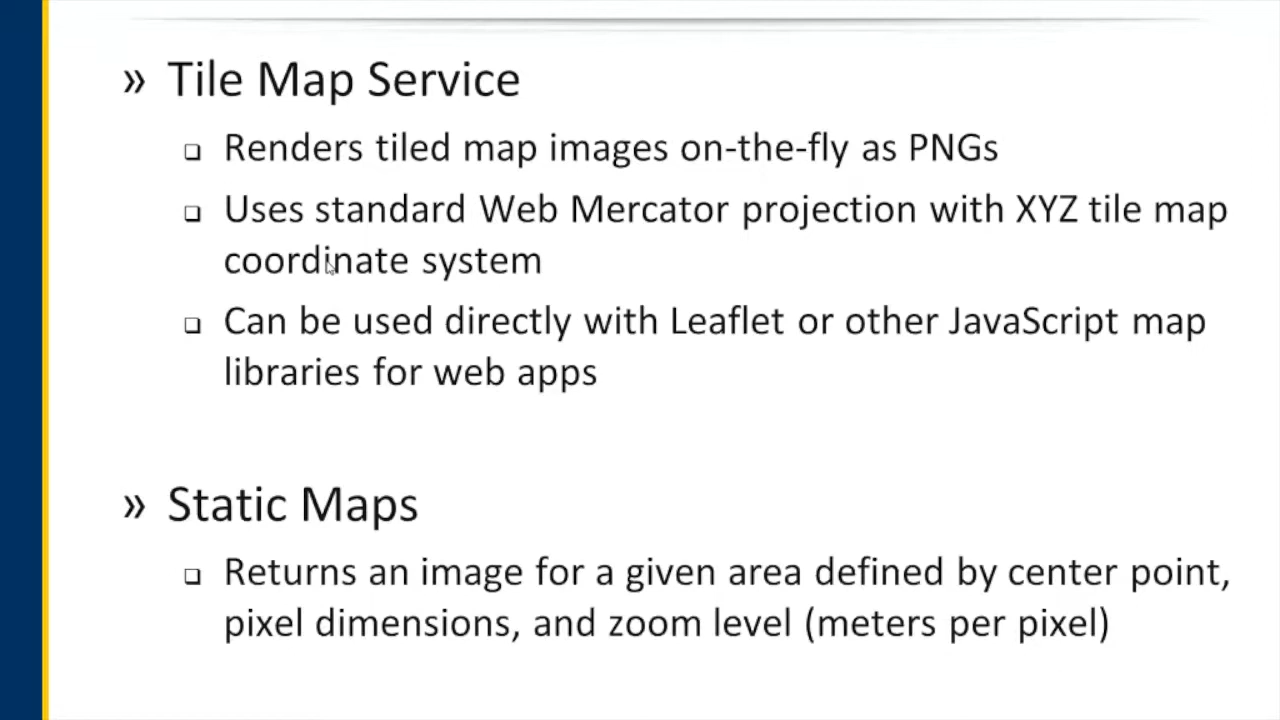 » Tile Map Service
❑ Renders tiled map images on-the-fly as PNGs
❑ Uses standard Web Mercator projection with XYZ tile map
coordinate system
❑ Can be used directly with Leaflet or other JavaScript map
libraries for web apps
» Static Maps
❑ Returns an image for a given area defined by center point,
pixel dimensions, and zoom level (meters per pixel)